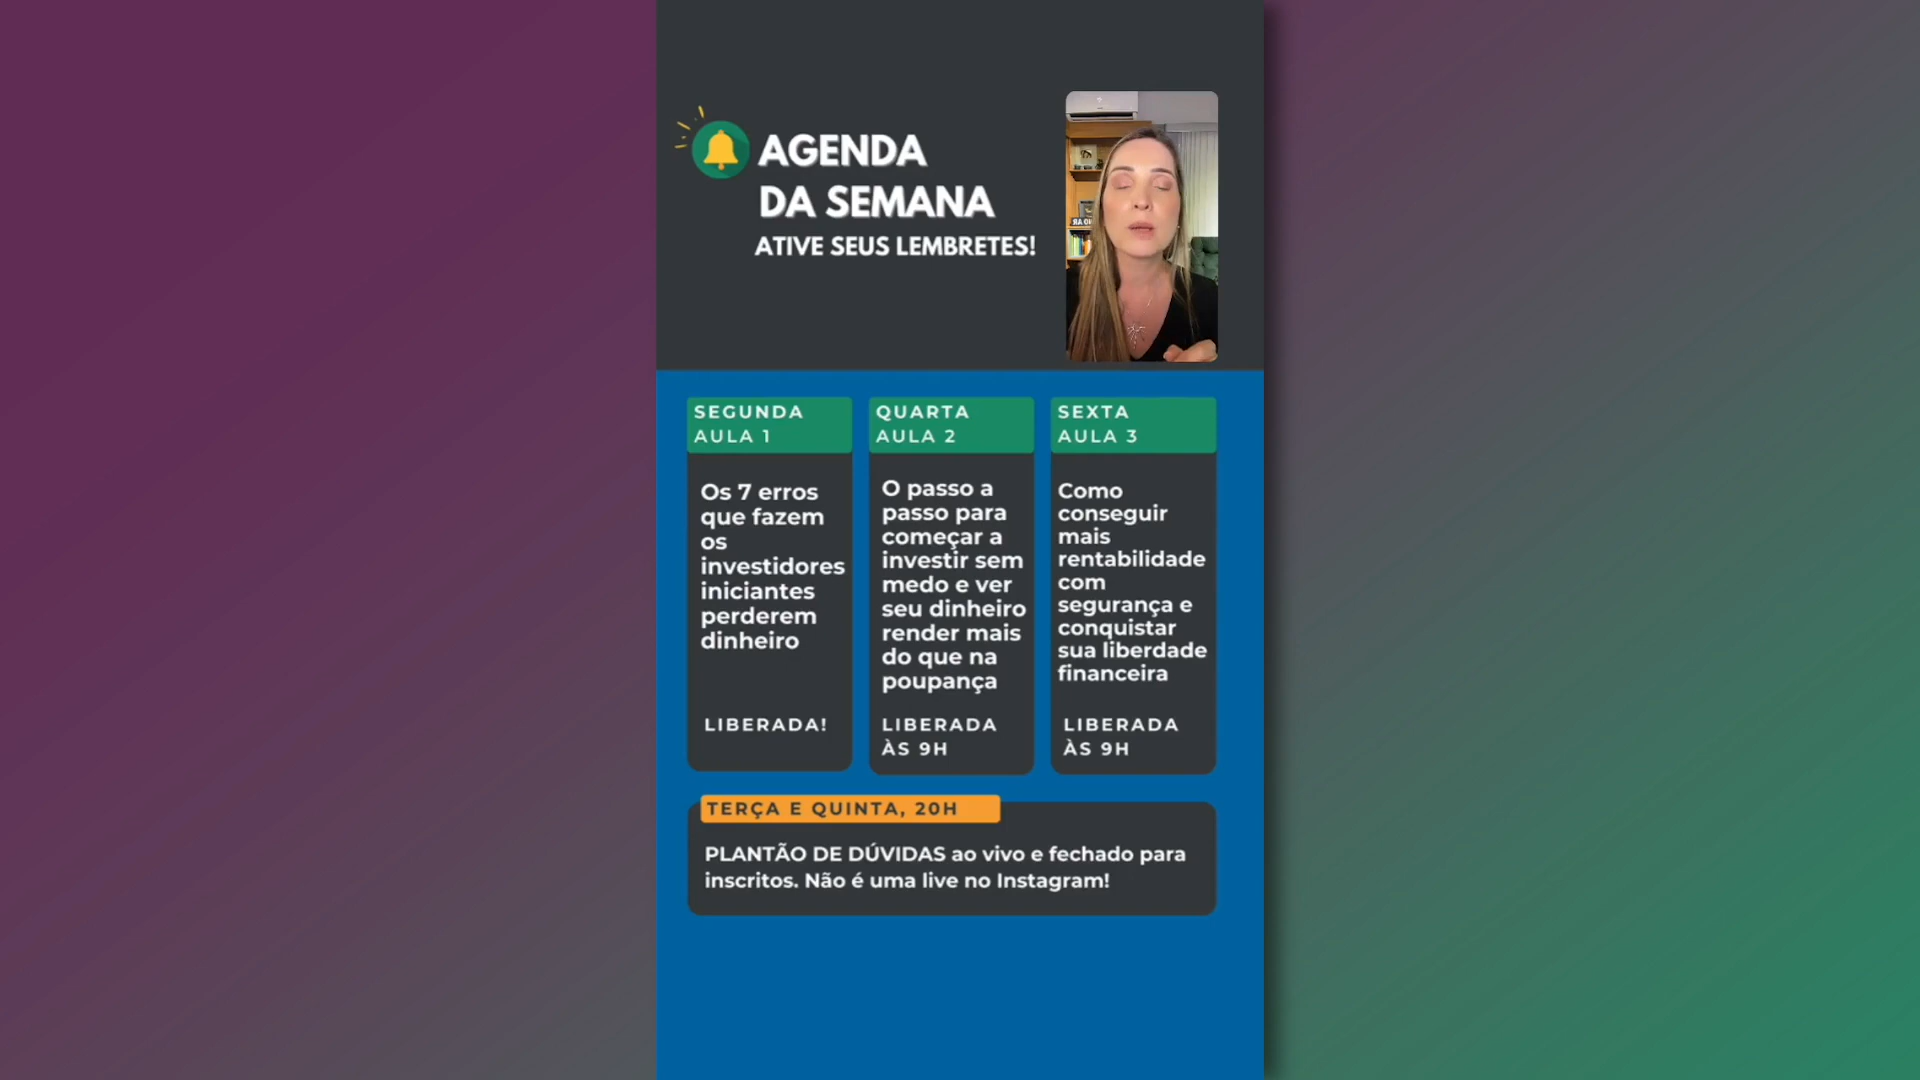 AGENDA
DA SEMANA
ATIVE SEUS LEMBRETES!
SEGUNDA
AULA 1
Os 7 erros
que fazem
os
investidores
iniciantes
perderem
dinheiro
LIBERADA!
QUARTA
AULA 2
O passo a
passo para
começar a
investir sem
medo e ver
seu dinheiro
render mais
do que na
poupança
LIBERADA
ÀS 9H
SEXTA
AULA 3
Como
conseguir
mais
rentabilidade
com
segurança e
conquistar
sua liberdade
financeira
LIBERADA
ÀS 9H
TERÇA E QUINTA, 20H
PLANTÃO DE DÚVIDAS ao vivo e fechado para
inscritos. Não é uma live no Instagram!